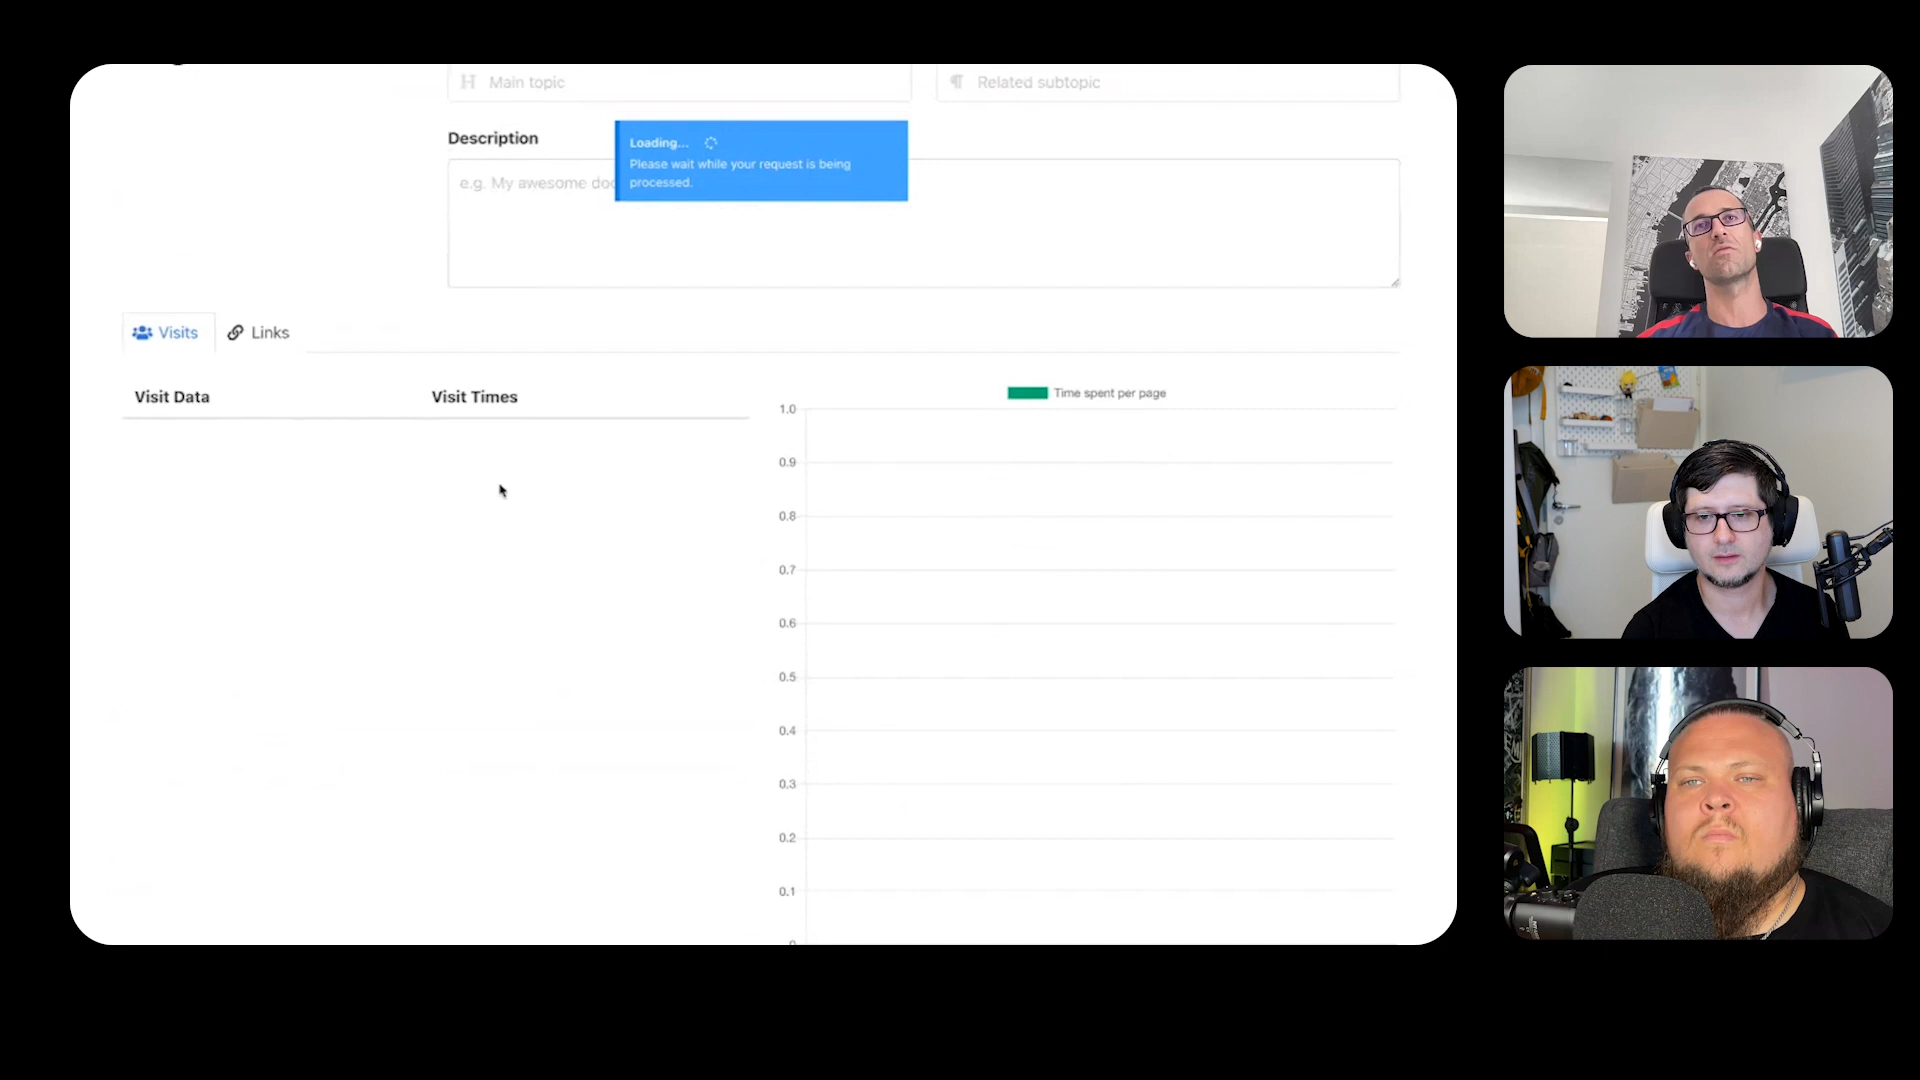 Main topic
Related subtopic
Description
Loading...
Please wait while your request is being
processed.
e.g. My awesome doc
Visits
Links
Visit Data
Visit Times
Time spent per page
1.0
0.9
0.8
0.7
0.6
0.5
0.4
0.3
0.2
0.1